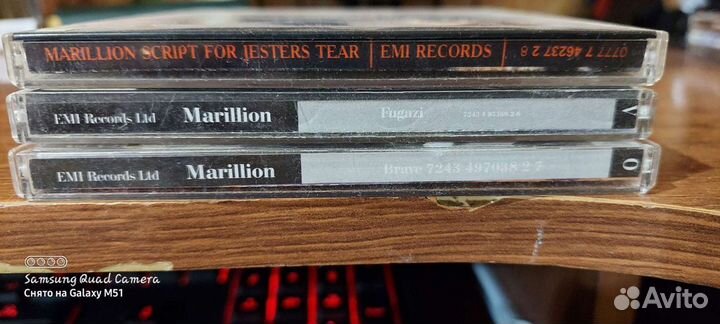 MARILLION SCRIPT FOR JESTERS TEAR | EMI RECORDS | 0777 7 46237 2 8
EMI Records Ltd Marillion Fugazi V
EMI Records Ltd Marillion Brave 7243 497038 2 7 O
Samsung Quad Camera
Снято на Galaxy M51
Avito